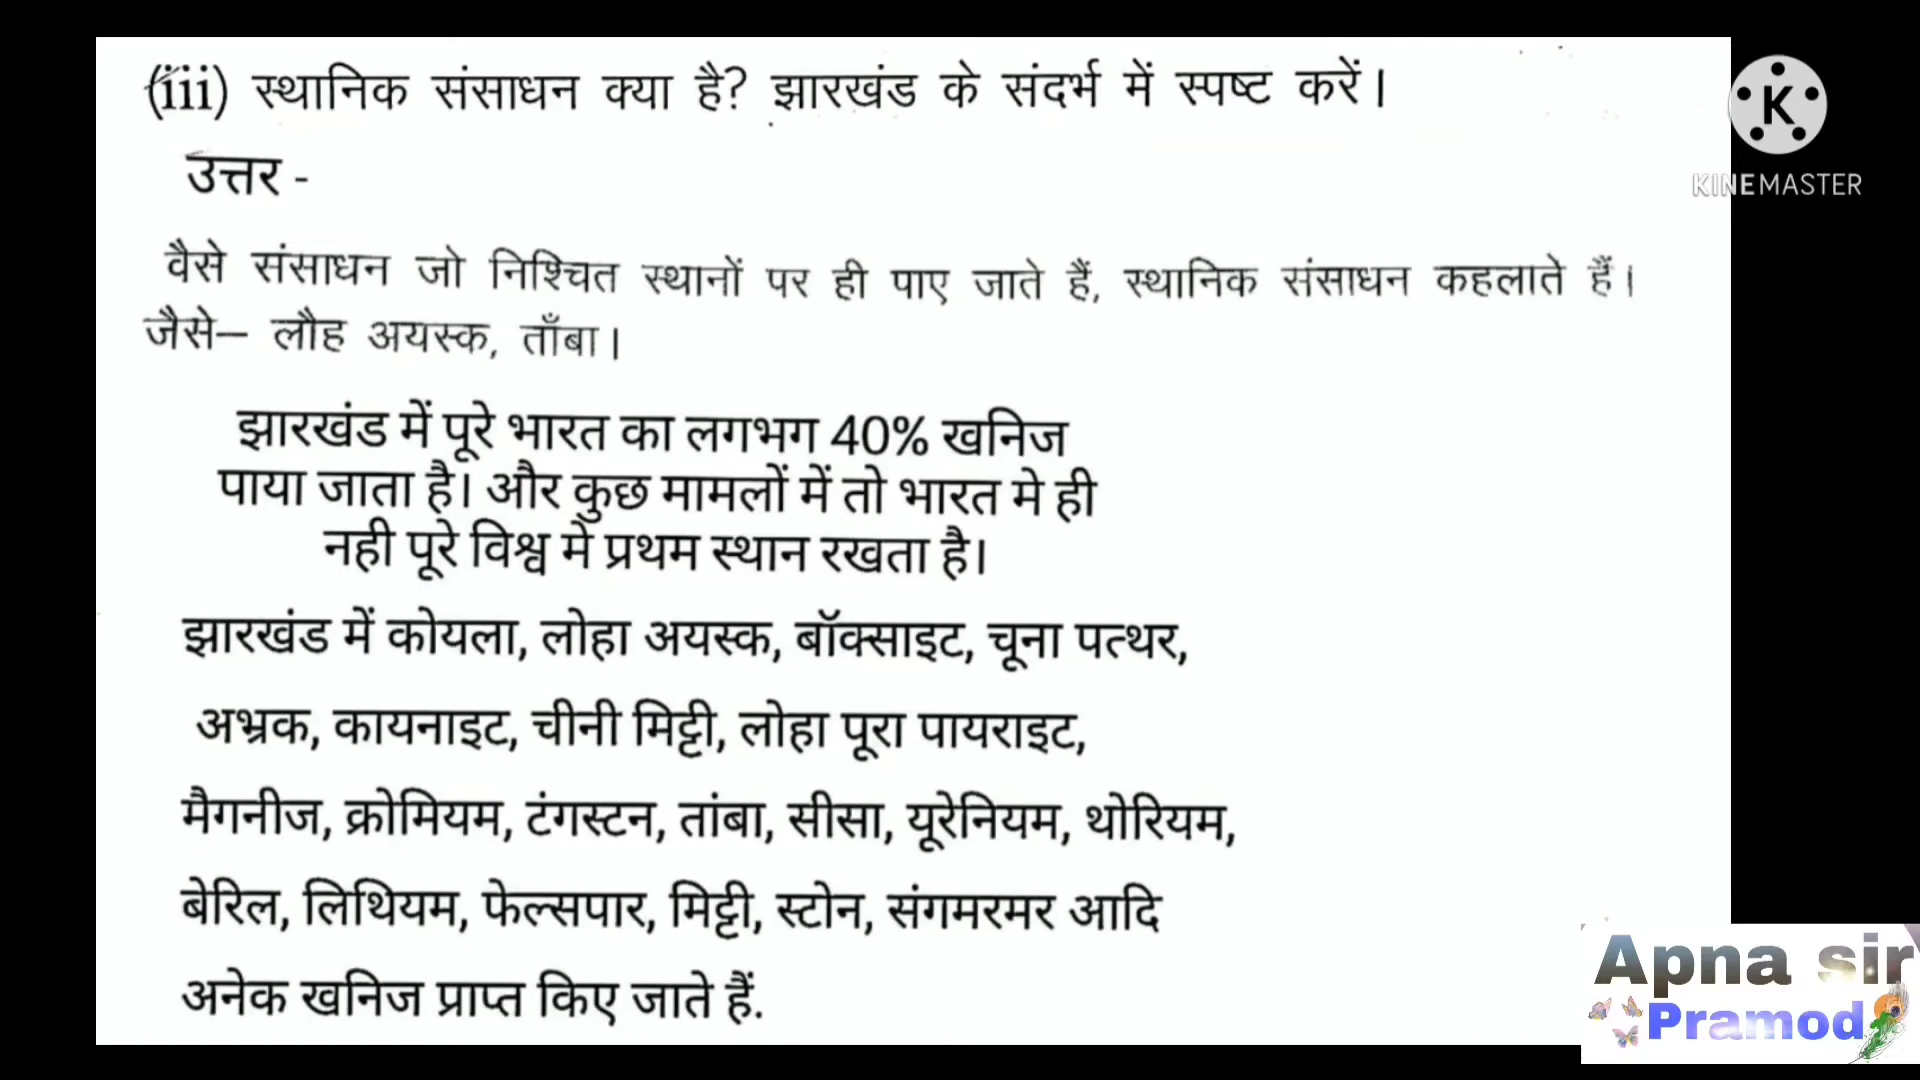 (iii) स्थानिक संसाधन क्या है? झारखंड के संदर्भ में स्पष्ट करें।
उत्तर -
वैसे संसाधन जो निश्चित स्थानों पर ही पाए जाते हैं, स्थानिक संसाधन कहलाते हैं।
जैसे— लौह अयस्क, ताँबा।
झारखंड में पूरे भारत का लगभग 40% खनिज
पाया जाता है। और कुछ मामलों में तो भारत मे ही
नही पूरे विश्व मे प्रथम स्थान रखता है।
झारखंड में कोयला, लोहा अयस्क, बॉक्साइट, चूना पत्थर,
अभ्रक, कायनाइट, चीनी मिट्टी, लोहा पूरा पायराइट,
मैगनीज, क्रोमियम, टंगस्टन, तांबा, सीसा, यूरेनियम, थोरियम,
बेरिल, लिथियम, फेल्सपार, मिट्टी, स्टोन, संगमरमर आदि
अनेक खनिज प्राप्त किए जाते हैं.
K
KINEMASTER
Apna sir
Pramod